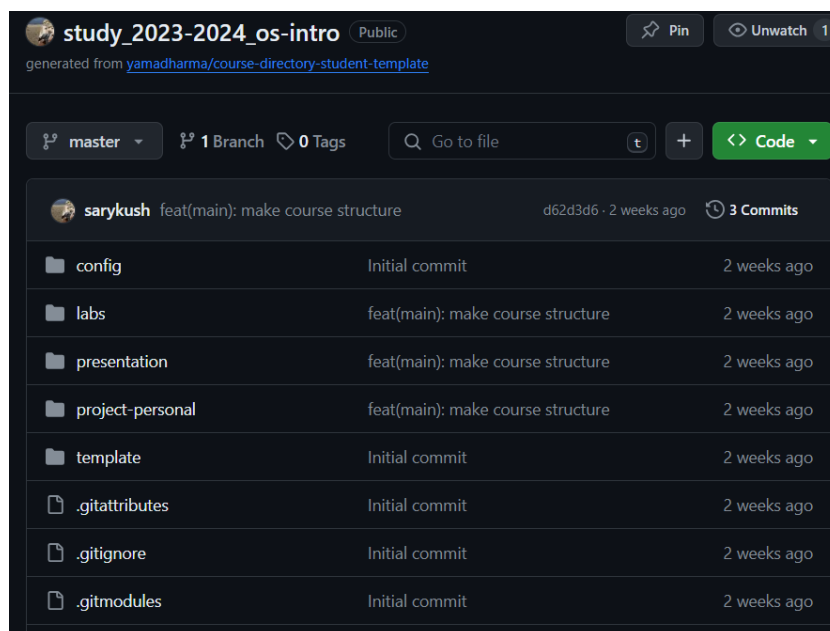 study_2023-2024_os-intro Public Pin Unwatch 1
generated from yamadharma/course-directory-student-template
master 1 Branch 0 Tags Go to file t + <> Code
sarykush feat(main): make course structure d62d3d6 · 2 weeks ago 3 Commits
config Initial commit 2 weeks ago
labs feat(main): make course structure 2 weeks ago
presentation feat(main): make course structure 2 weeks ago
project-personal feat(main): make course structure 2 weeks ago
template Initial commit 2 weeks ago
.gitattributes Initial commit 2 weeks ago
.gitignore Initial commit 2 weeks ago
.gitmodules Initial commit 2 weeks ago